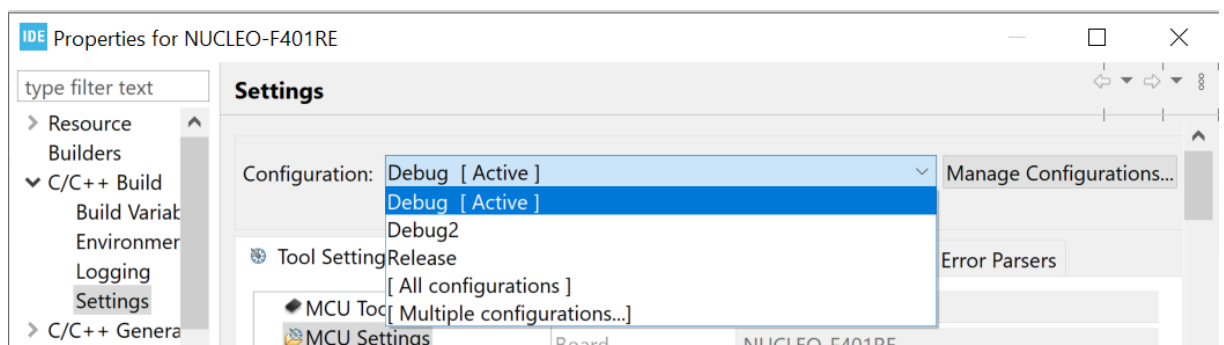 IDE Properties for NUCLEO-F401RE
type filter text
Settings
Resource
Builders
C/C++ Build
Build Variab
Environmer
Logging
Settings
C/C++ Genera
Configuration: Debug [ Active ] Manage Configurations...
Debug [ Active ]
Debug2
Release
[ All configurations ]
[ Multiple configurations...]
Tool Setting Error Parsers
MCU Too
MCU Settings Board NUCLEO-F401RE